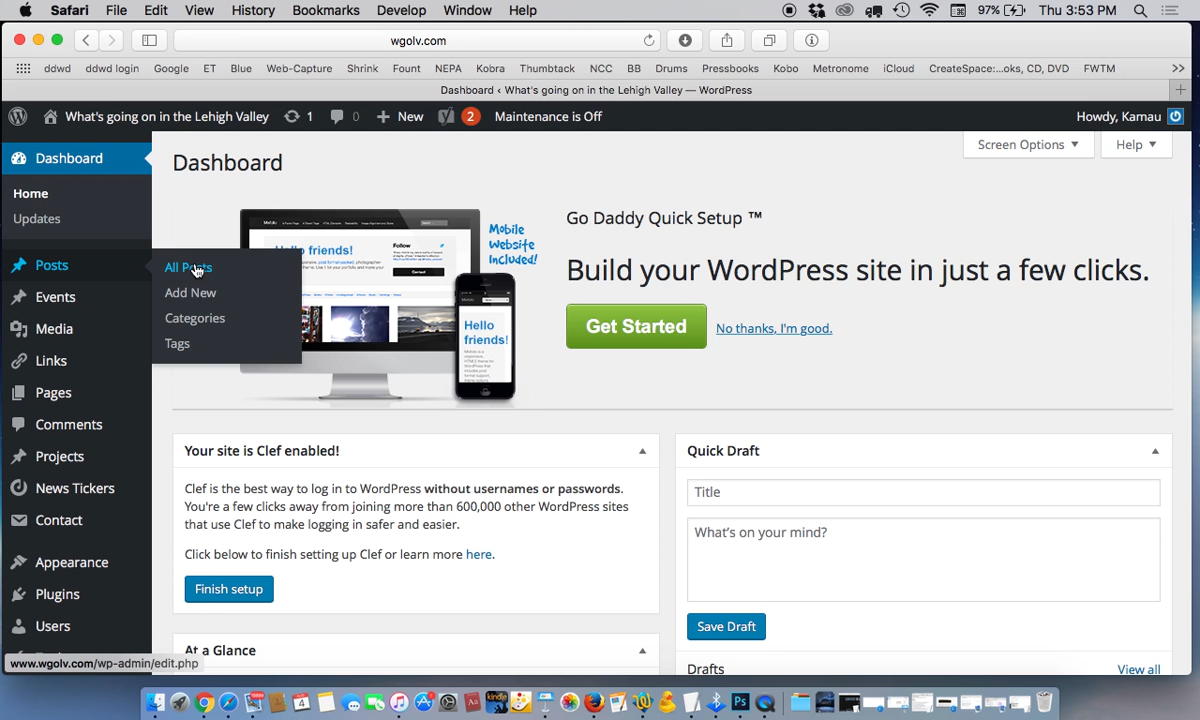 Safari File Edit View History Bookmarks Develop Window Help 97% Thu 3:53 PM
wgolv.com
ddwd ddwd login Google ET Blue Web-Capture Shrink Fount NEPA Kobra Thumbtack NCC BB Drums Pressbooks Kobo Metronome iCloud CreateSpace:...oks, CD, DVD FWTM >>
Dashboard ‹ What's going on in the Lehigh Valley — WordPress
What's going on in the Lehigh Valley 1 0 New 2 Maintenance is Off Howdy, Kamau
Dashboard
Home
Updates
Posts
All Posts
Add New
Categories
Tags
Events
Media
Links
Pages
Comments
Projects
News Tickers
Contact
Appearance
Plugins
Users
www.wgolv.com/wp-admin/edit.php
Screen Options ▼ Help ▼
Dashboard
Hello friends!
Follow
Mobile
Website
Included!
Hello
friends!
Go Daddy Quick Setup ™
Build your WordPress site in just a few clicks.
Get Started No thanks, I'm good.
Your site is Clef enabled!
Clef is the best way to log in to WordPress without usernames or passwords.
You're a few clicks away from joining more than 600,000 other WordPress sites
that use Clef to make logging in safer and easier.
Click below to finish setting up Clef or learn more here.
Finish setup
At a Glance
Quick Draft
Title
What's on your mind?
Save Draft
Drafts View all